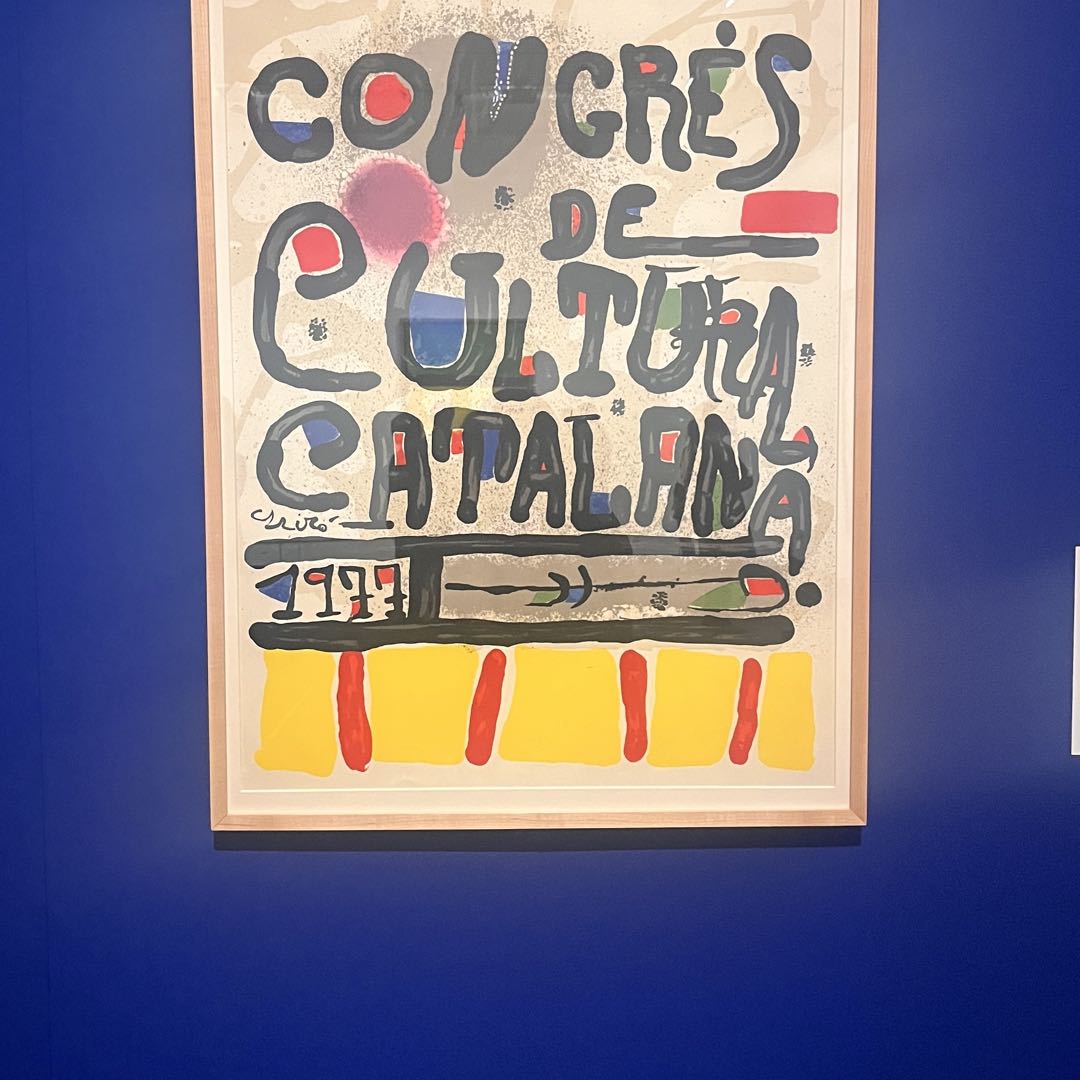 CONGRÉS
DE
CULTURA
CATALANA
Miró
1977